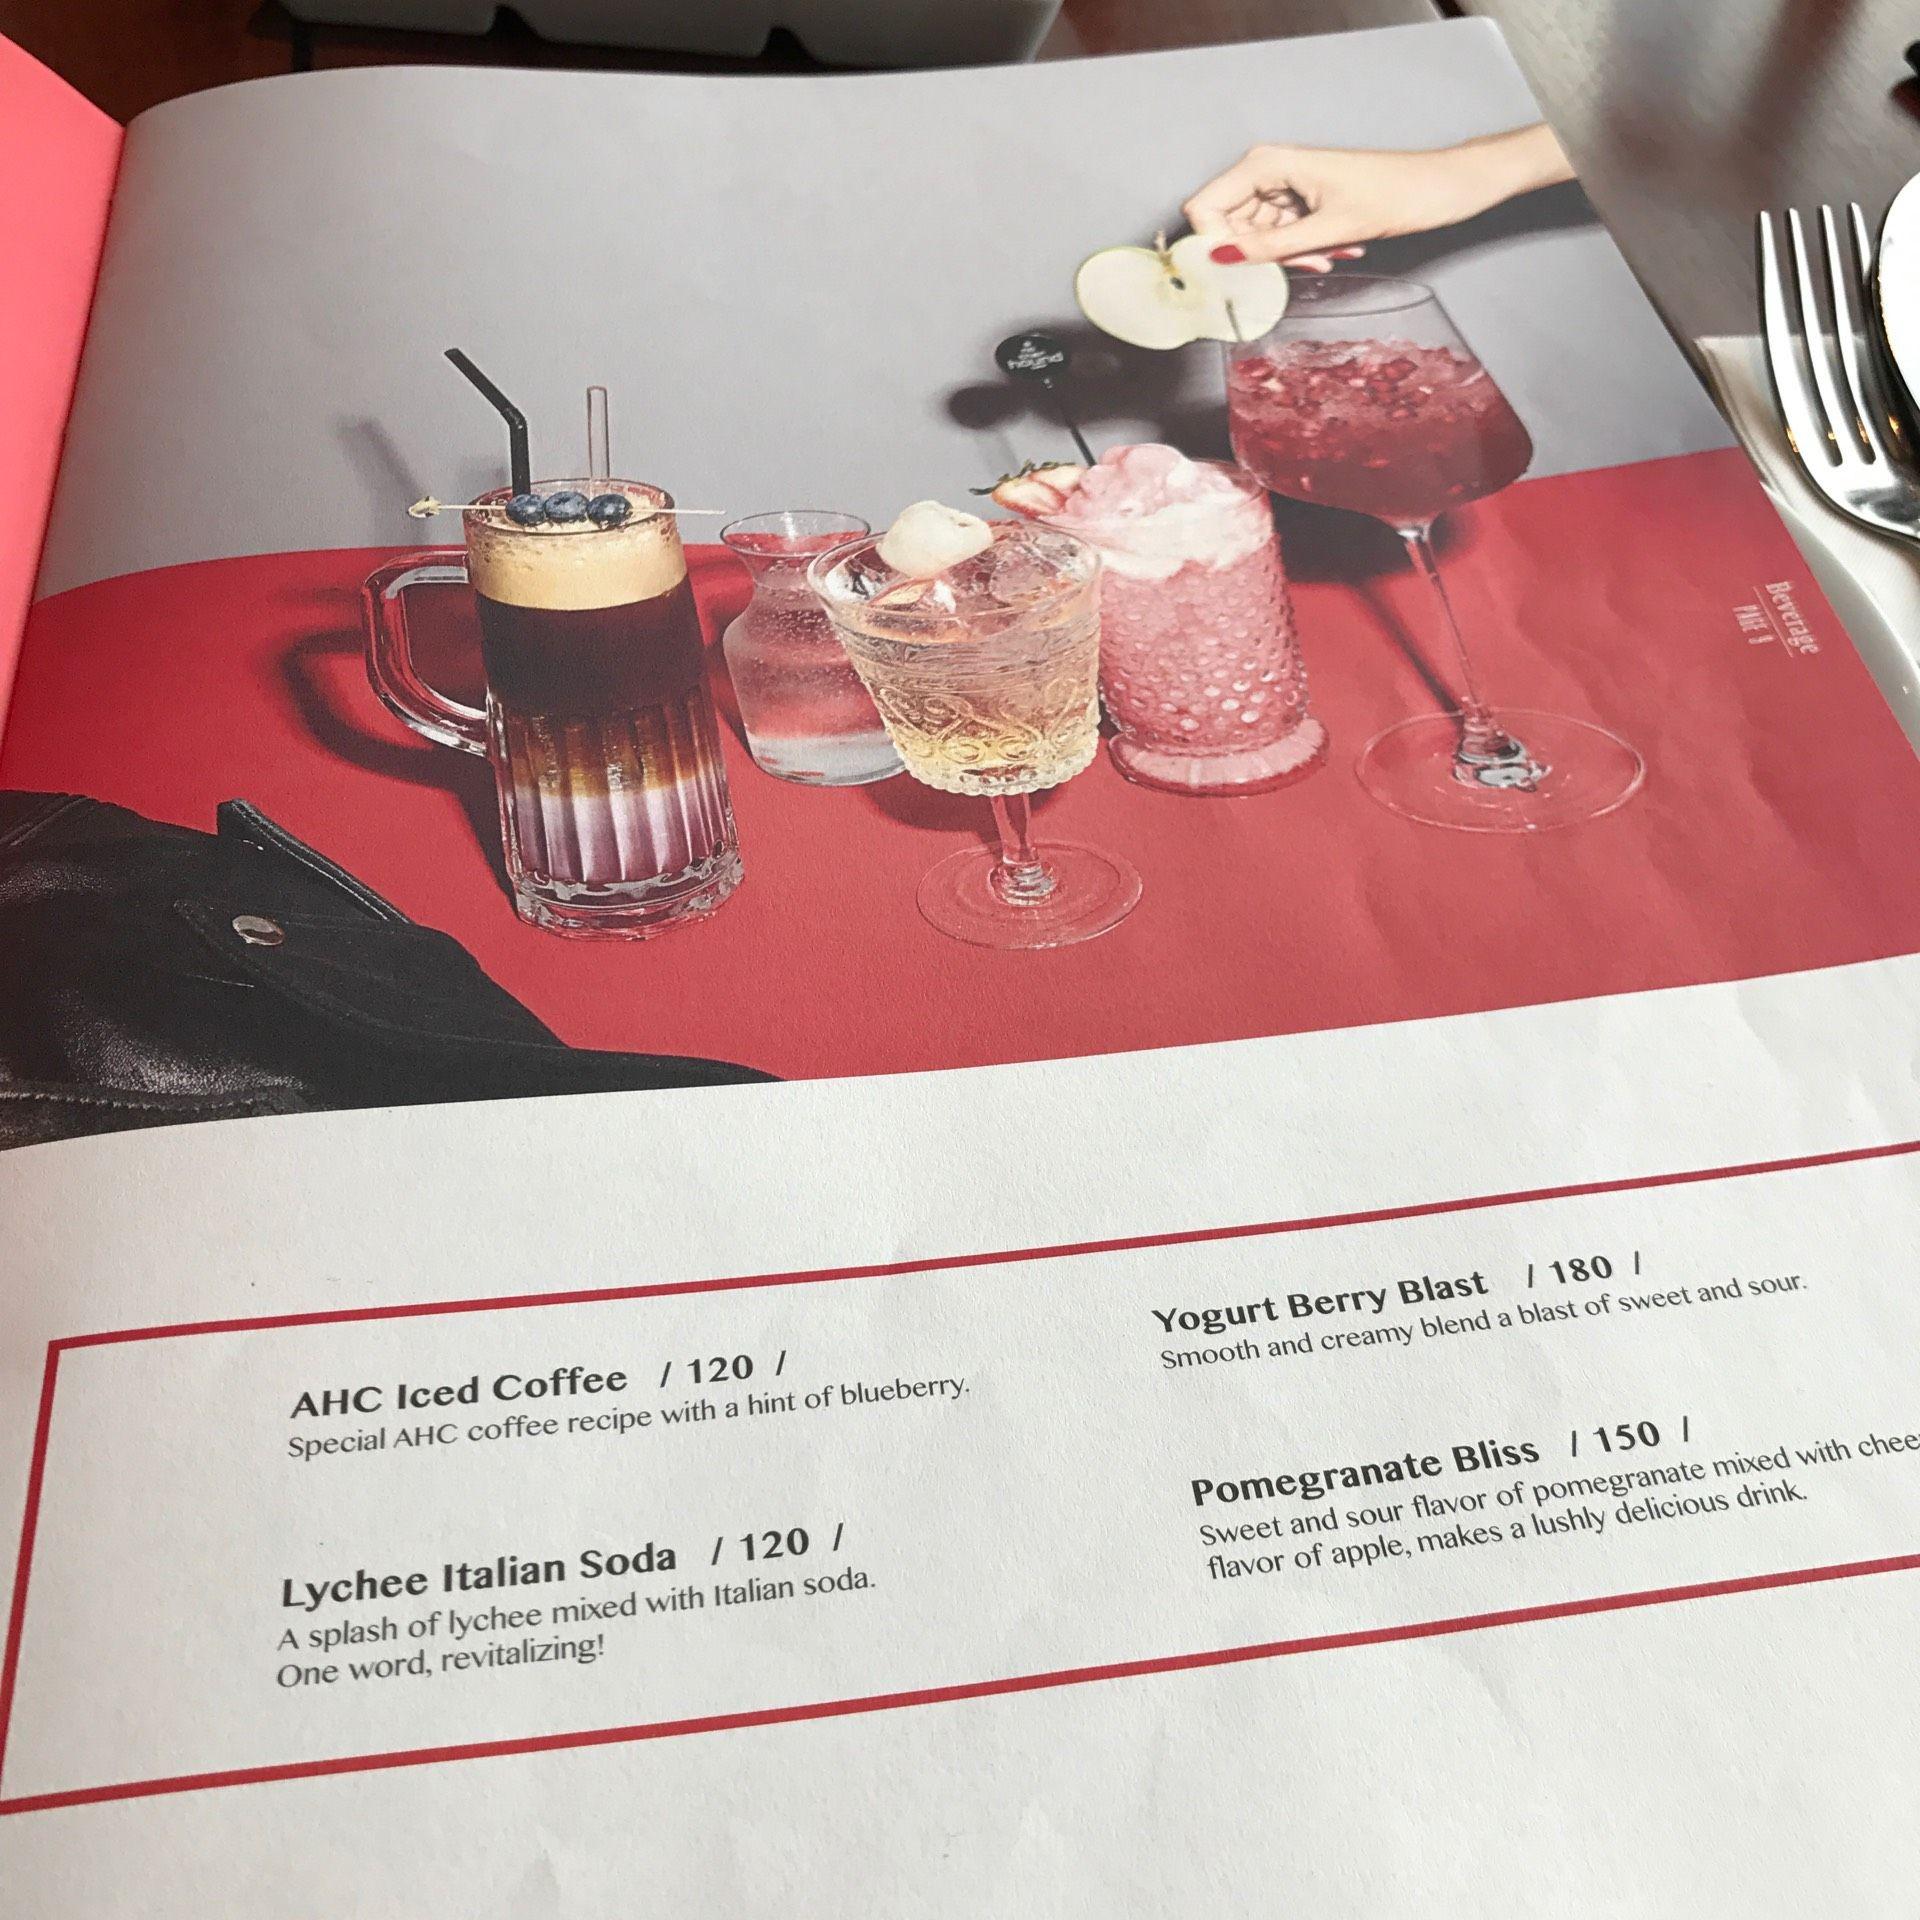 hound
Beverage
PAGE 9
AHC Iced Coffee / 120 /
Special AHC coffee recipe with a hint of blueberry.
Lychee Italian Soda / 120 /
A splash of lychee mixed with Italian soda.
One word, revitalizing!
Yogurt Berry Blast / 180 /
Smooth and creamy blend a blast of sweet and sour.
Pomegranate Bliss / 150 /
Sweet and sour flavor of pomegranate mixed with
flavor of apple, makes a lushly delicious drink.